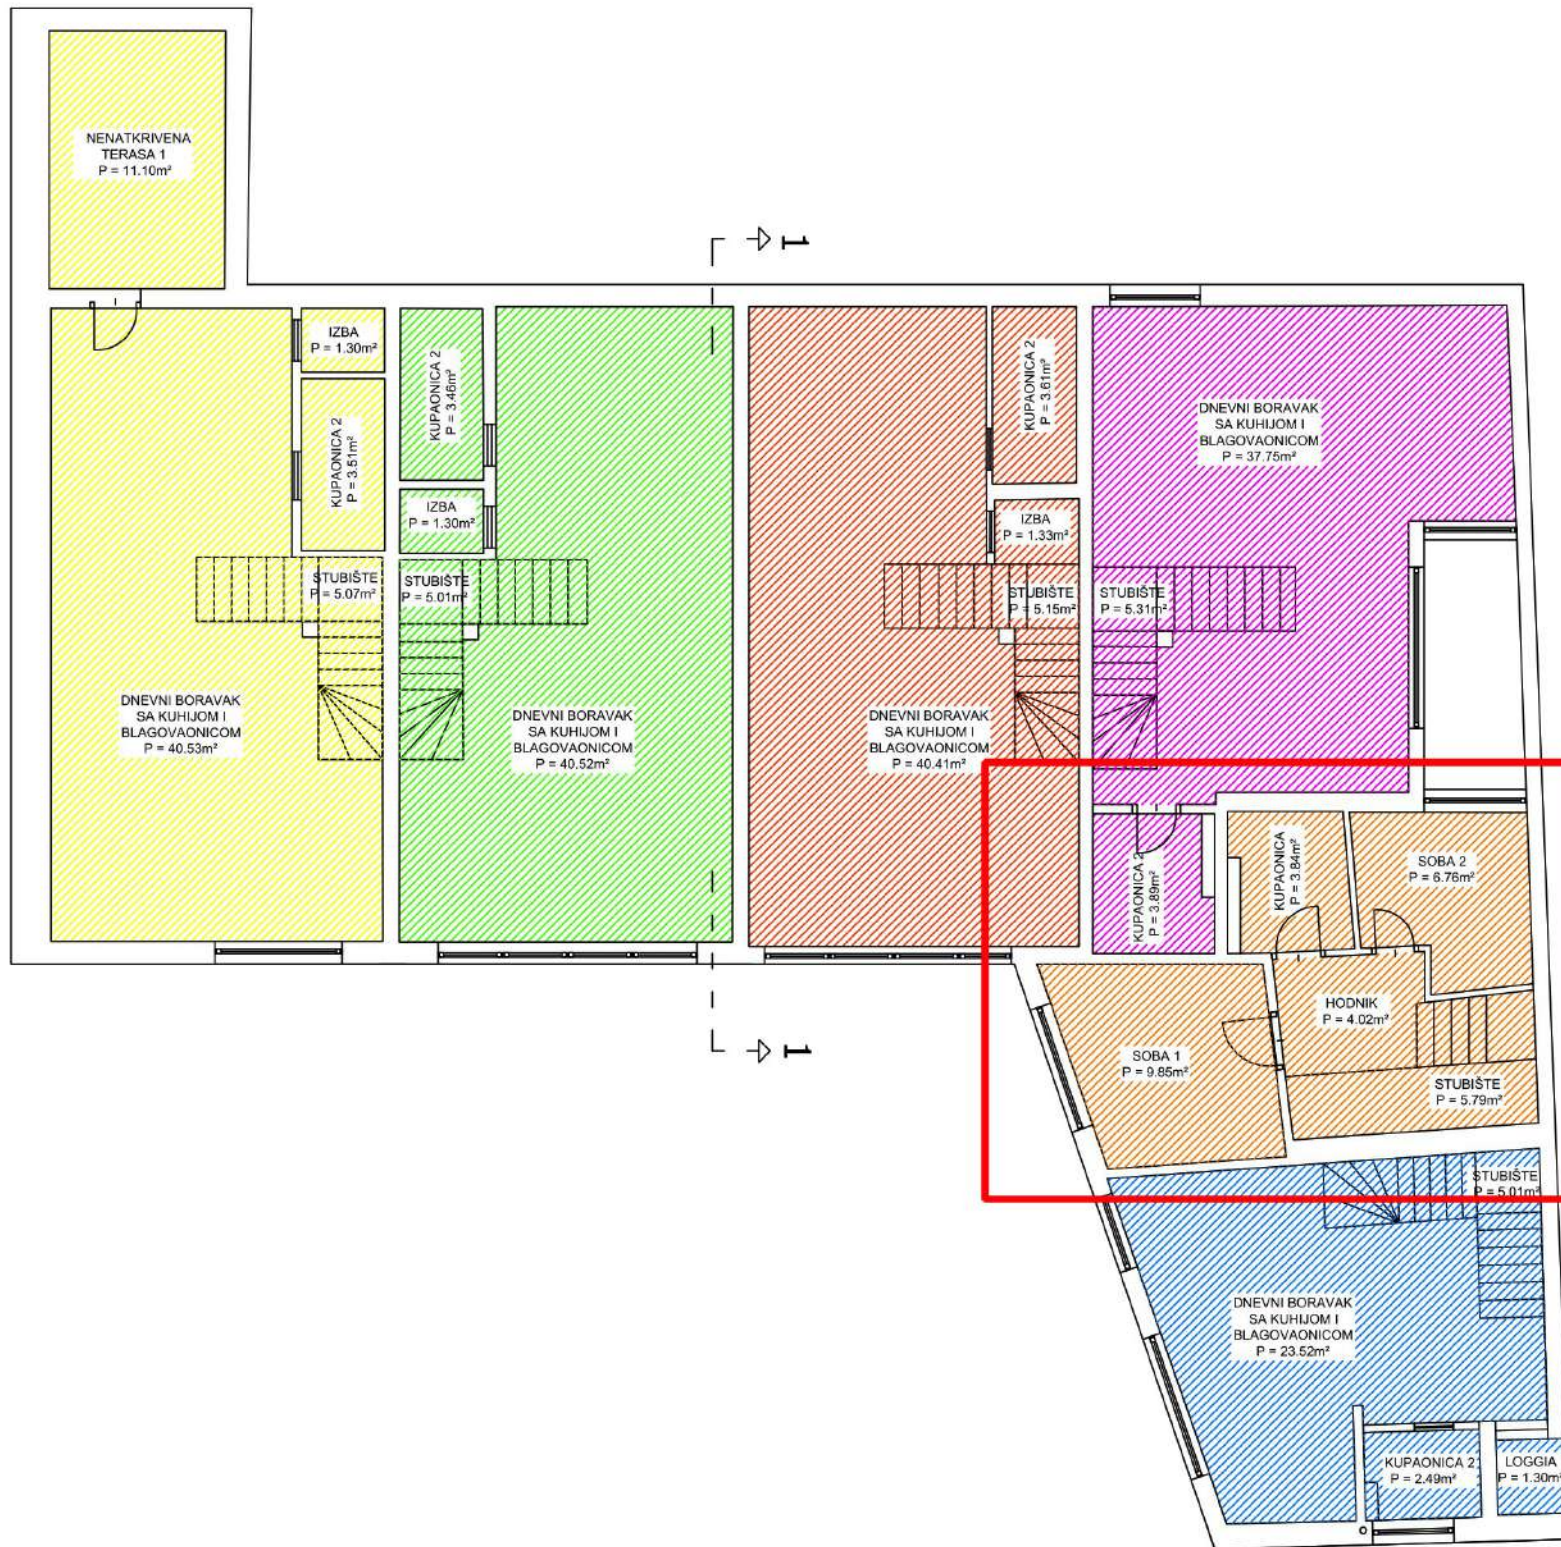 NENATKRIVENA
TERASA 1
P = 11.10m²
1
IZBA
P = 1.30m²
KUPAONICA 2
P = 3.51m²
STUBIŠTE
P = 5.07m²
DNEVNI BORAVAK
SA KUHIJOM I
BLAGOVAONICOM
P = 40.53m²
KUPAONICA 2
P = 3.46m²
IZBA
P = 1.30m²
STUBIŠTE
P = 5.01m²
DNEVNI BORAVAK
SA KUHIJOM I
BLAGOVAONICOM
P = 40.52m²
KUPAONICA 2
P = 3.61m²
IZBA
P = 1.33m²
STUBIŠTE
P = 5.15m²
DNEVNI BORAVAK
SA KUHIJOM I
BLAGOVAONICOM
P = 40.41m²
DNEVNI BORAVAK
SA KUHIJOM I
BLAGOVAONICOM
P = 37.75m²
STUBIŠTE
P = 5.31m²
KUPAONICA 2
P = 3.89m²
KUPAONICA
P = 3.84m²
SOBA 2
P = 6.76m²
HODNIK
P = 4.02m²
SOBA 1
P = 9.85m²
STUBIŠTE
P = 5.79m²
1
STUBIŠTE
P = 5.01m²
DNEVNI BORAVAK
SA KUHIJOM I
BLAGOVAONICOM
P = 23.52m²
KUPAONICA 2
P = 2.49m²
LOGGIA
P = 1.30m²